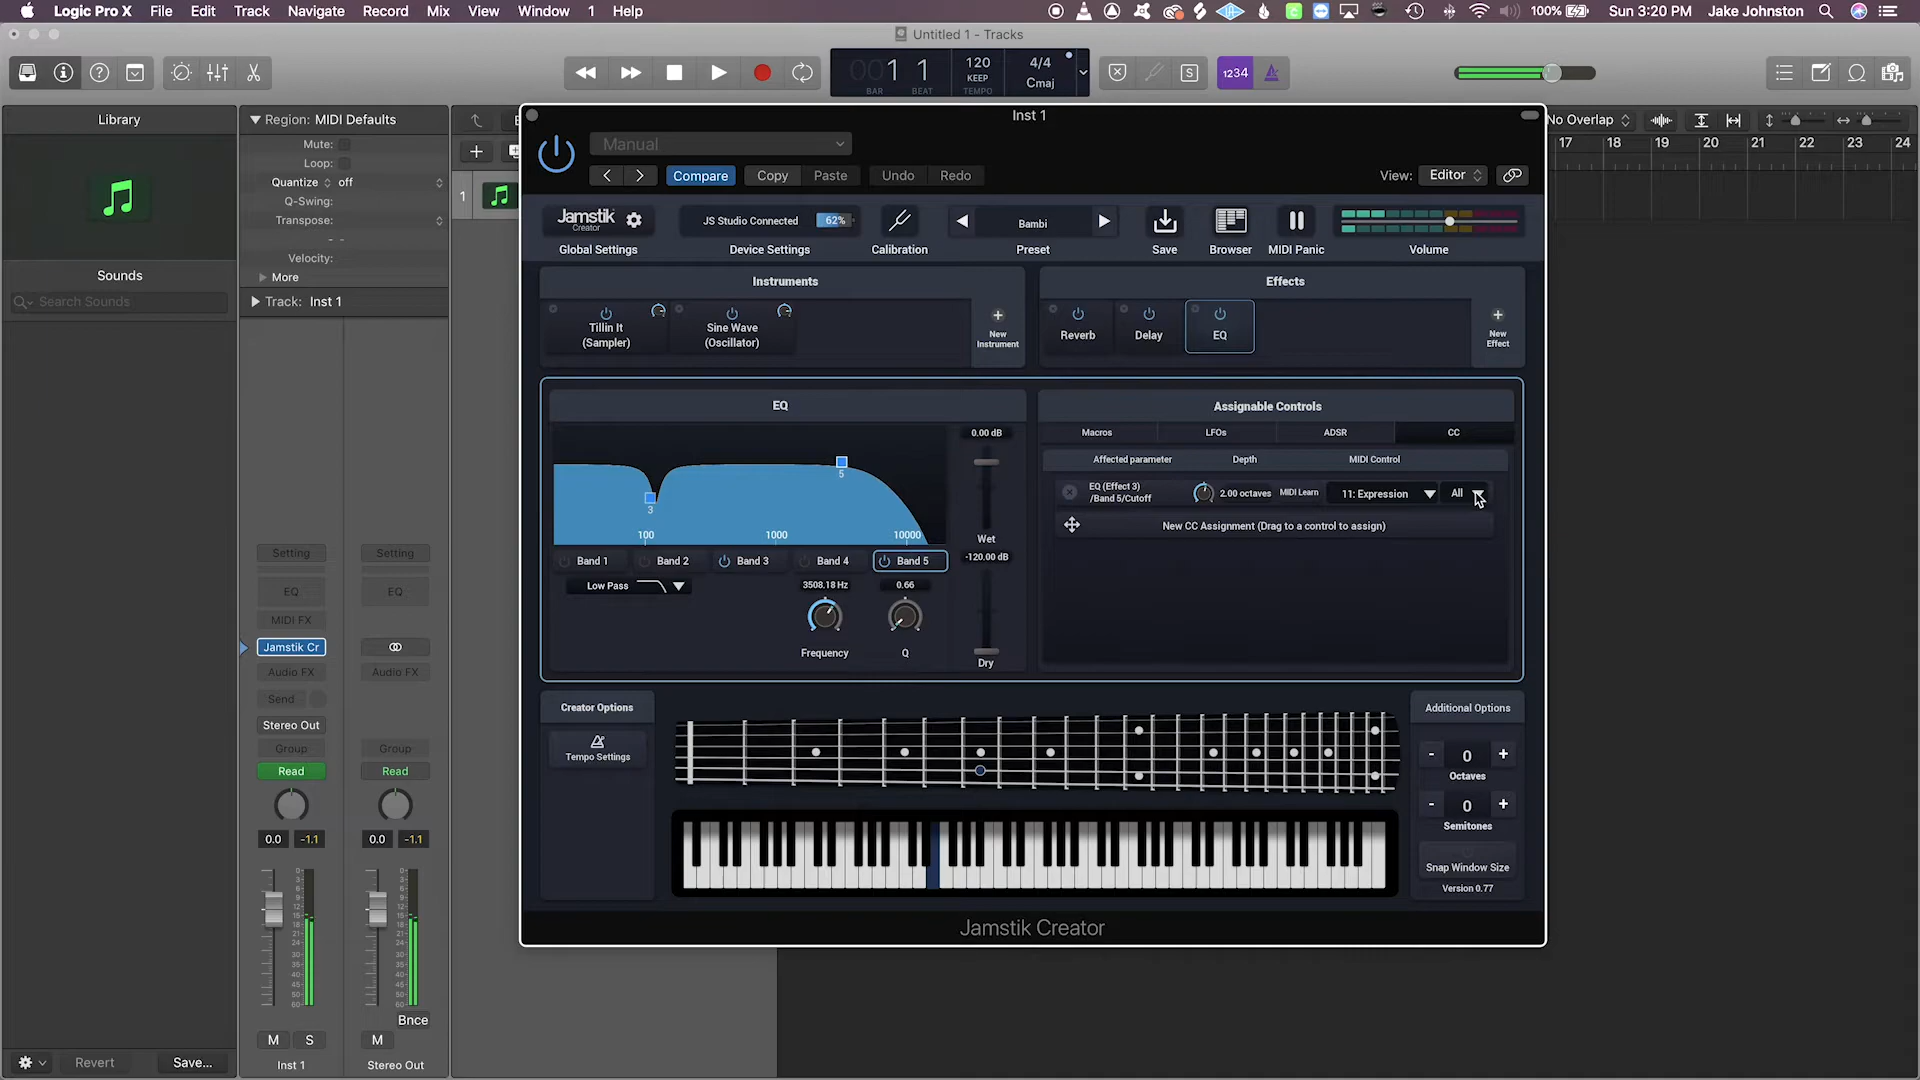 Logic Pro X File Edit Track Navigate Record Mix View Window 1 Help
100% Sun 3:20 PM Jake Johnston
Untitled 1 - Tracks
001 1
BAR BEAT
120
KEEP
TEMPO
4/4
Cmaj
1234
Library
Sounds
Search Sounds
Region: MIDI Defaults
Mute:
Loop:
Quantize off
Q-Swing:
Transpose:
Velocity:
More
Track: Inst 1
1
No Overlap
17 18 19 20 21 22 23 24
Inst 1
Manual
Compare Copy Paste Undo Redo
View: Editor
Jamstik
Creator
Global Settings
JS Studio Connected 62%
Device Settings
Calibration
Bambi
Preset
Save
Browser
MIDI Panic
Volume
Instruments
Tillin It
(Sampler)
Sine Wave
(Oscillator)
+
New
Instrument
Effects
Reverb
Delay
EQ
+
New
Effect
EQ
3
5
100 1000 10000
Band 1 Band 2 Band 3 Band 4 Band 5
Low Pass
3508.18 Hz
Frequency
0.66
Q
0.00 dB
Wet
-120.00 dB
Dry
Assignable Controls
Macros LFOs ADSR CC
Affected parameter Depth MIDI Control
EQ (Effect 3)
/Band 5/Cutoff
2.00 octaves MIDI Learn 11: Expression All
New CC Assignment (Drag to a control to assign)
Creator Options
Tempo Settings
Additional Options
- 0 +
Octaves
- 0 +
Semitones
Snap Window Size
Version 0.77
Jamstik Creator
Setting Setting
EQ EQ
MIDI FX
Jamstik Cr
Audio FX Audio FX
Send
Stereo Out
Group Group
Read Read
0.0 -1.1 0.0 -1.1
Bnce
M S M
Inst 1 Stereo Out
Revert Save...